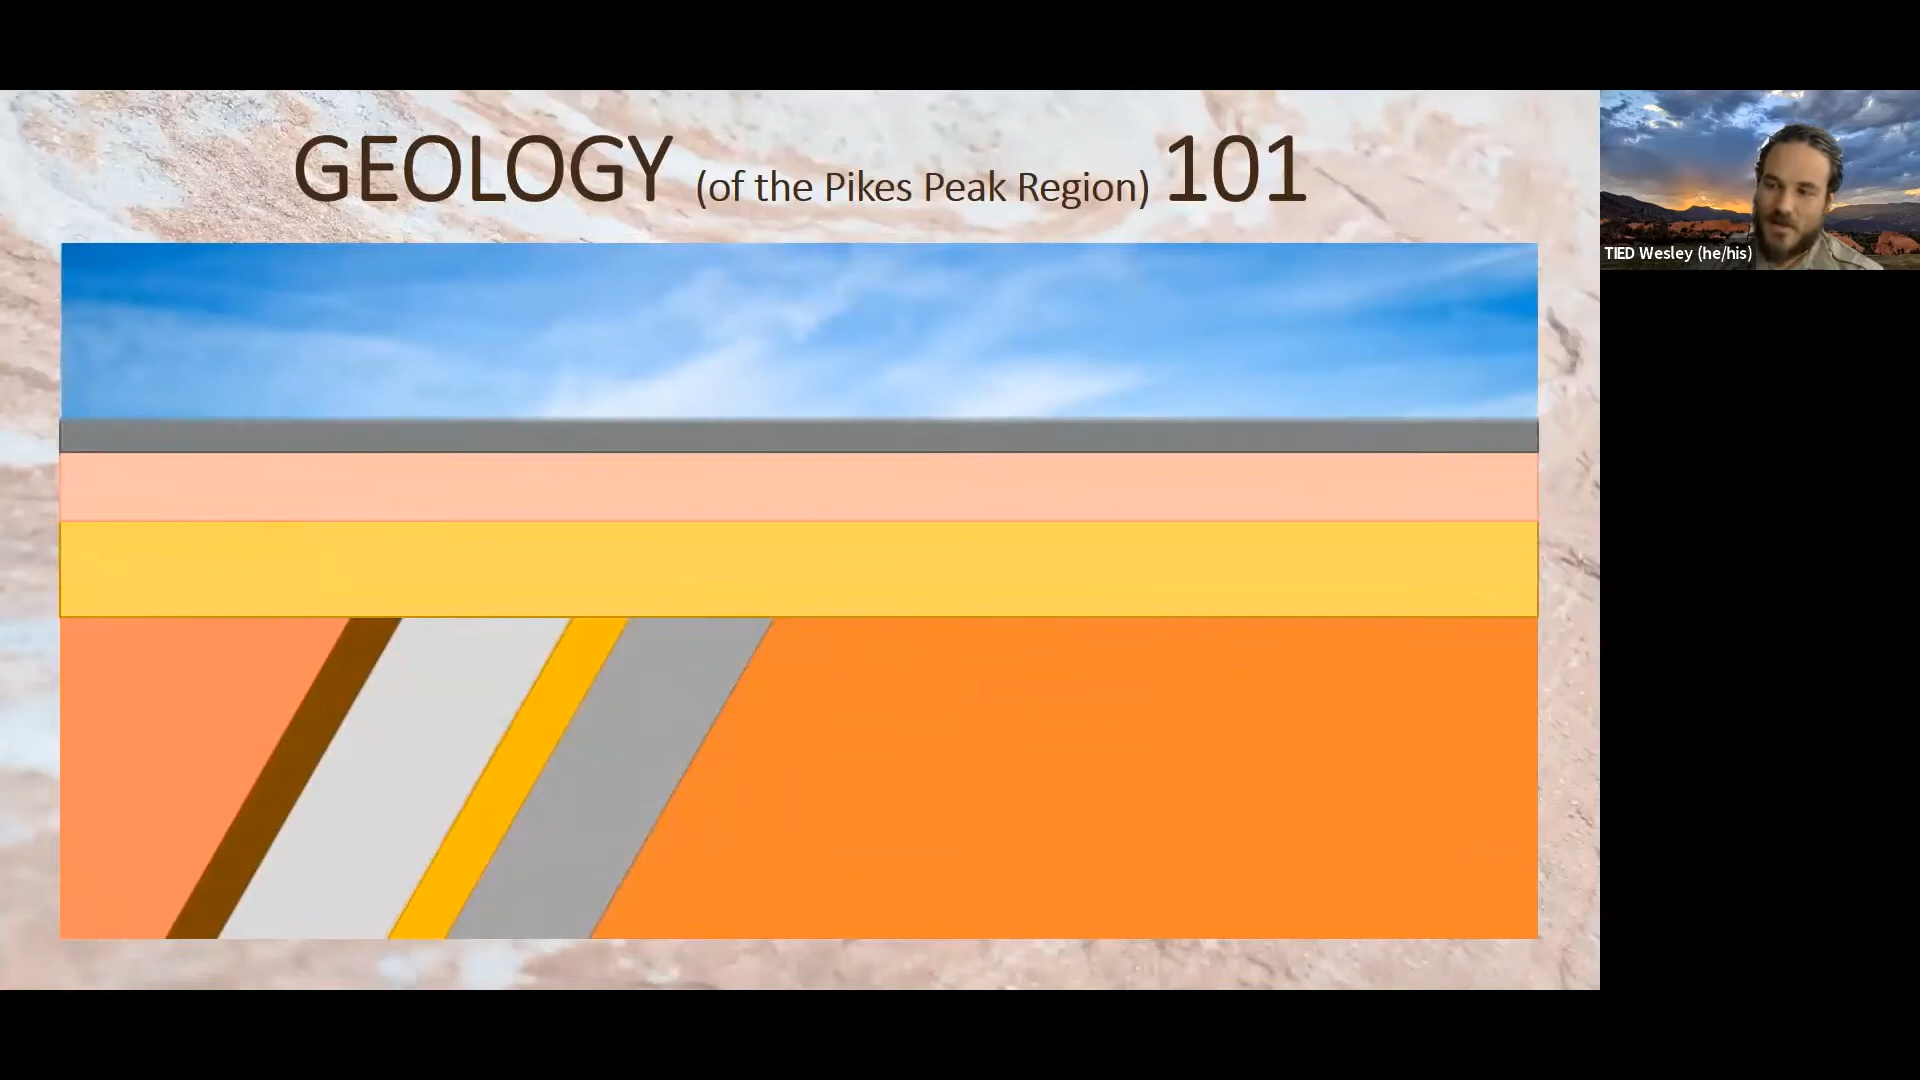 GEOLOGY (of the Pikes Peak Region) 101
TIED Wesley (he/his)